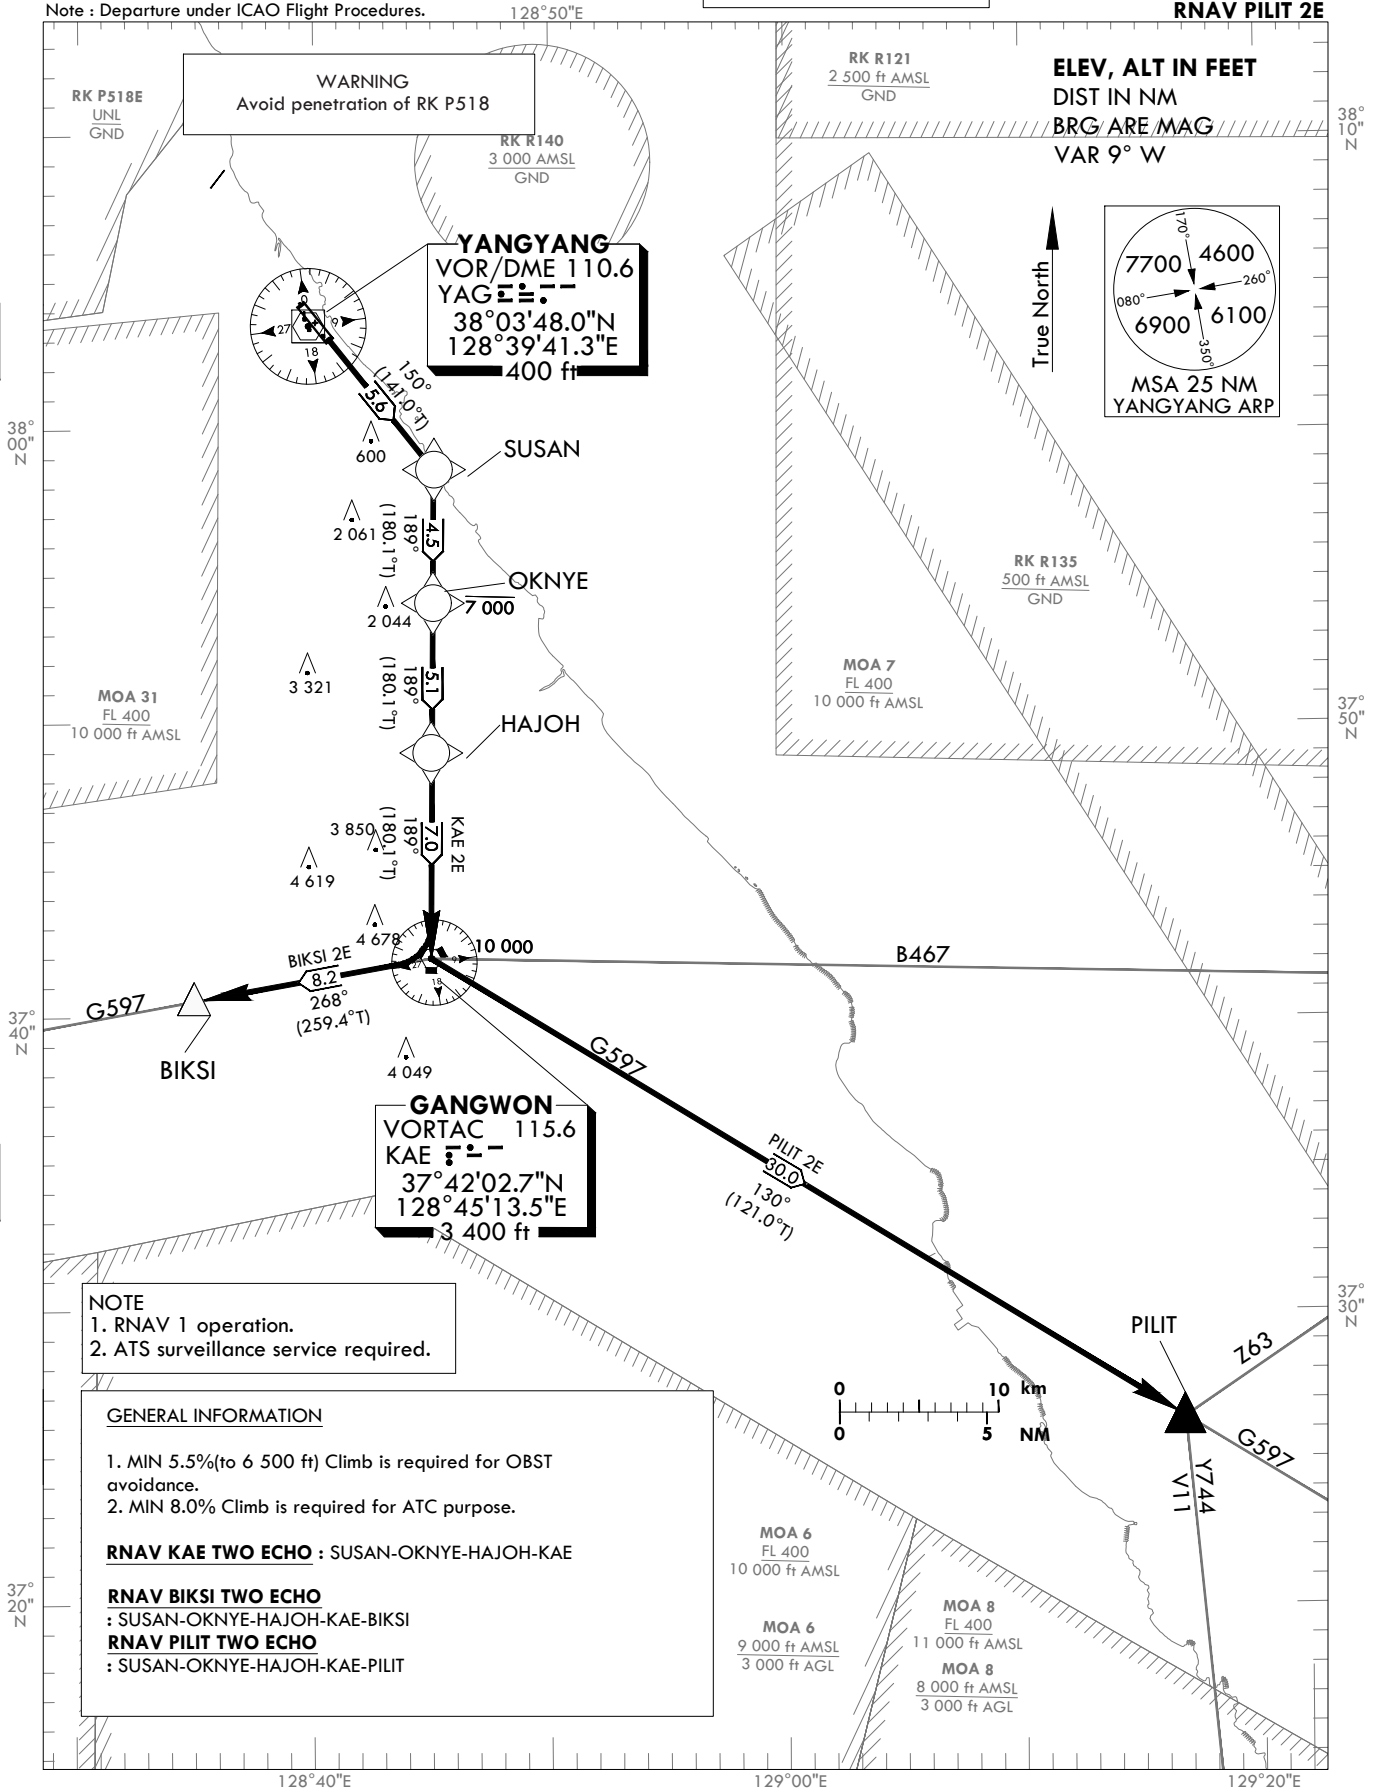 Note : Departure under ICAO Flight Procedures.
128°50"E
RNAV PILIT 2E
WARNING
Avoid penetration of RK P518
RK P518E
UNL
GND
RK R140
3 000 AMSL
GND
RK R121
2 500 ft AMSL
GND
ELEV, ALT IN FEET
DIST IN NM
BRG ARE MAG
VAR 9° W
38°
10"
N
True North
170°
7700
4600
260°
080°
6900
6100
350°
MSA 25 NM
YANGYANG ARP
YANGYANG
VOR/DME 110.6
YAG
38°03'48.0"N
128°39'41.3"E
400 ft
0
9
18
27
150°
(141.0°T)
5.6
38°
00"
N
600
SUSAN
2 061
4.5
189°
(180.1°T)
OKNYE
7 000
2 044
RK R135
500 ft AMSL
GND
3 321
5.1
189°
(180.1°T)
MOA 31
FL 400
10 000 ft AMSL
MOA 7
FL 400
10 000 ft AMSL
37°
50"
N
HAJOH
3 850
7.0
189°
(180.1°T)
KAE 2E
4 619
4 678
10 000
B467
BIKSI 2E
8.2
268°
(259.4°T)
G597
27
9
18
37°
40"
N
BIKSI
4 049
G597
GANGWON
VORTAC 115.6
KAE
37°42'02.7"N
128°45'13.5"E
3 400 ft
PILIT 2E
30.0
130°
(121.0°T)
NOTE
1. RNAV 1 operation.
2. ATS surveillance service required.
37°
30"
N
PILIT
Z63
G597
Y744
V11
0 10 km
0 5 NM
GENERAL INFORMATION
1. MIN 5.5%(to 6 500 ft) Climb is required for OBST
avoidance.
2. MIN 8.0% Climb is required for ATC purpose.
RNAV KAE TWO ECHO : SUSAN-OKNYE-HAJOH-KAE
RNAV BIKSI TWO ECHO
: SUSAN-OKNYE-HAJOH-KAE-BIKSI
RNAV PILIT TWO ECHO
: SUSAN-OKNYE-HAJOH-KAE-PILIT
MOA 6
FL 400
10 000 ft AMSL
MOA 6
9 000 ft AMSL
3 000 ft AGL
MOA 8
FL 400
11 000 ft AMSL
MOA 8
8 000 ft AMSL
3 000 ft AGL
37°
20"
N
128°40"E
129°00"E
129°20"E